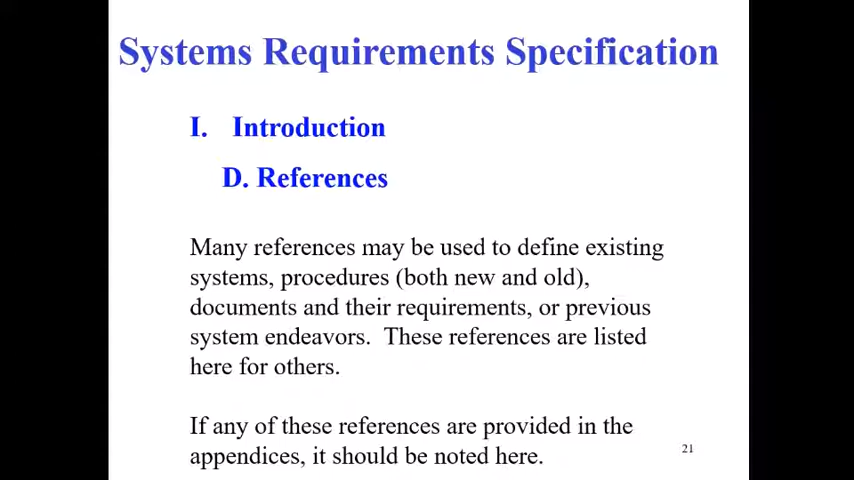 Systems Requirements Specification
I. Introduction
D. References
Many references may be used to define existing
systems, procedures (both new and old),
documents and their requirements, or previous
system endeavors. These references are listed
here for others.
If any of these references are provided in the
appendices, it should be noted here.
21